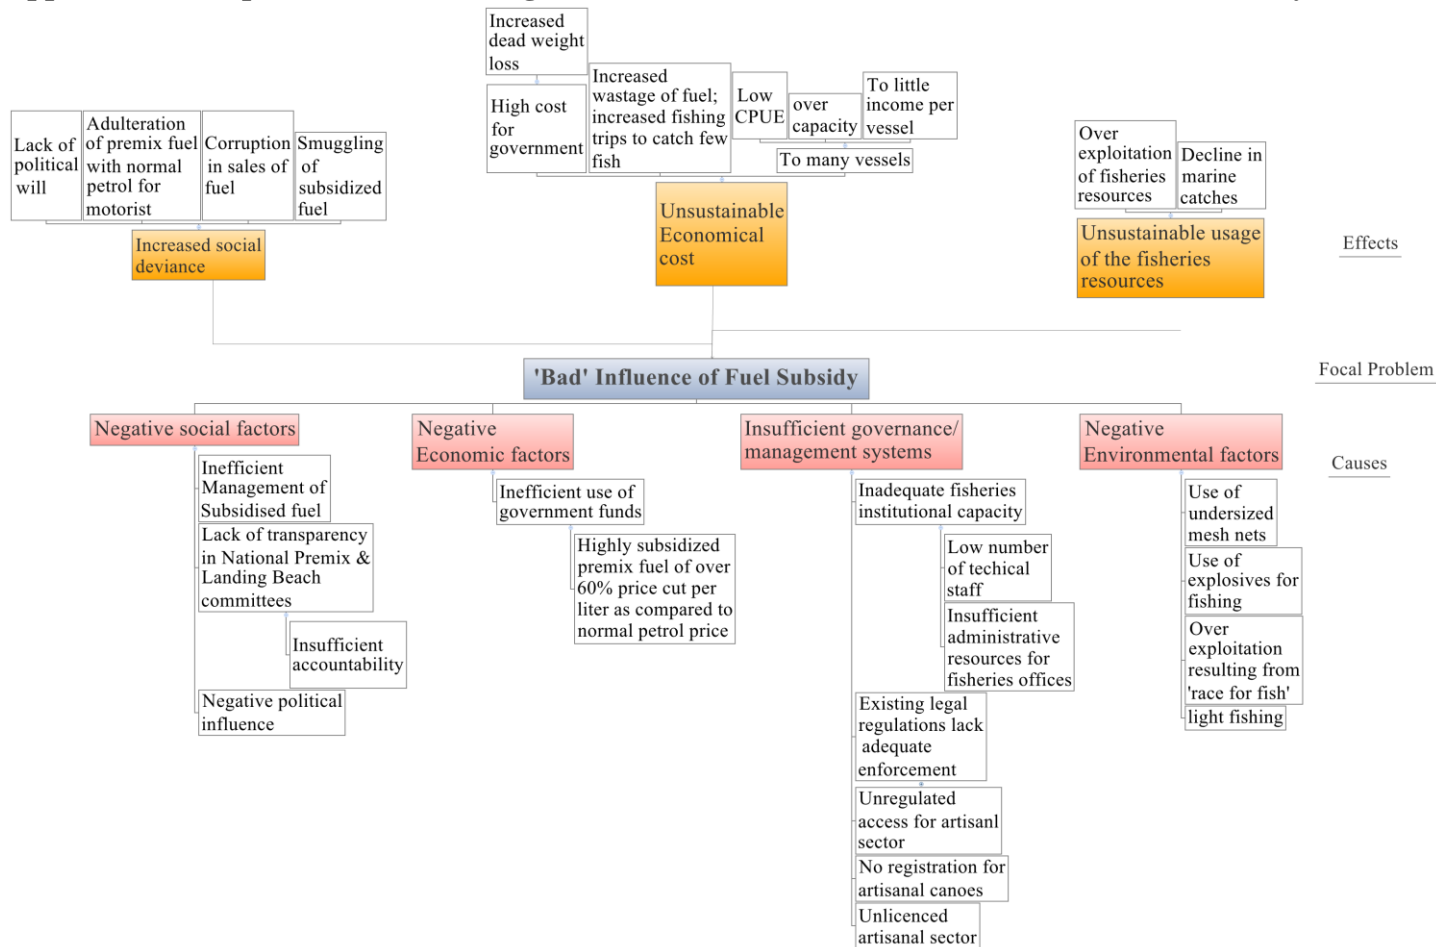 Increased
dead weight
loss
High cost
for
government
Increased
wastage of fuel;
increased fishing
trips to catch few
fish
Low
CPUE
over
capacity
To little
income per
vessel
To many vessels
Lack of
political
will
Adulteration
of premix fuel
with normal
petrol for
motorist
Corruption
in sales of
fuel
Smuggling
of
subsidized
fuel
Over
exploitation
of fisheries
resources
Decline in
marine
catches
Increased social
deviance
Unsustainable
Economical
cost
Unsustainable usage
of the fisheries
resources
Effects
'Bad' Influence of Fuel Subsidy
Focal Problem
Negative social factors
Inefficient
Management of
Subsidised fuel
Lack of transparency
in National Premix &
Landing Beach
committees
Insufficient
accountability
Negative political
influence
Negative
Economic factors
Inefficient use of
government funds
Highly subsidized
premix fuel of over
60% price cut per
liter as compared to
normal petrol price
Insufficient governance/
management systems
Inadequate fisheries
institutional capacity
Low number
of techical
staff
Insufficient
administrative
resources for
fisheries offices
Existing legal
regulations lack
adequate
enforcement
Unregulated
access for artisanl
sector
No registration for
artisanal canoes
Unlicenced
artisanal sector
Negative
Environmental factors
Use of
undersized
mesh nets
Use of
explosives for
fishing
Over
exploitation
resulting from
'race for fish'
light fishing
Causes